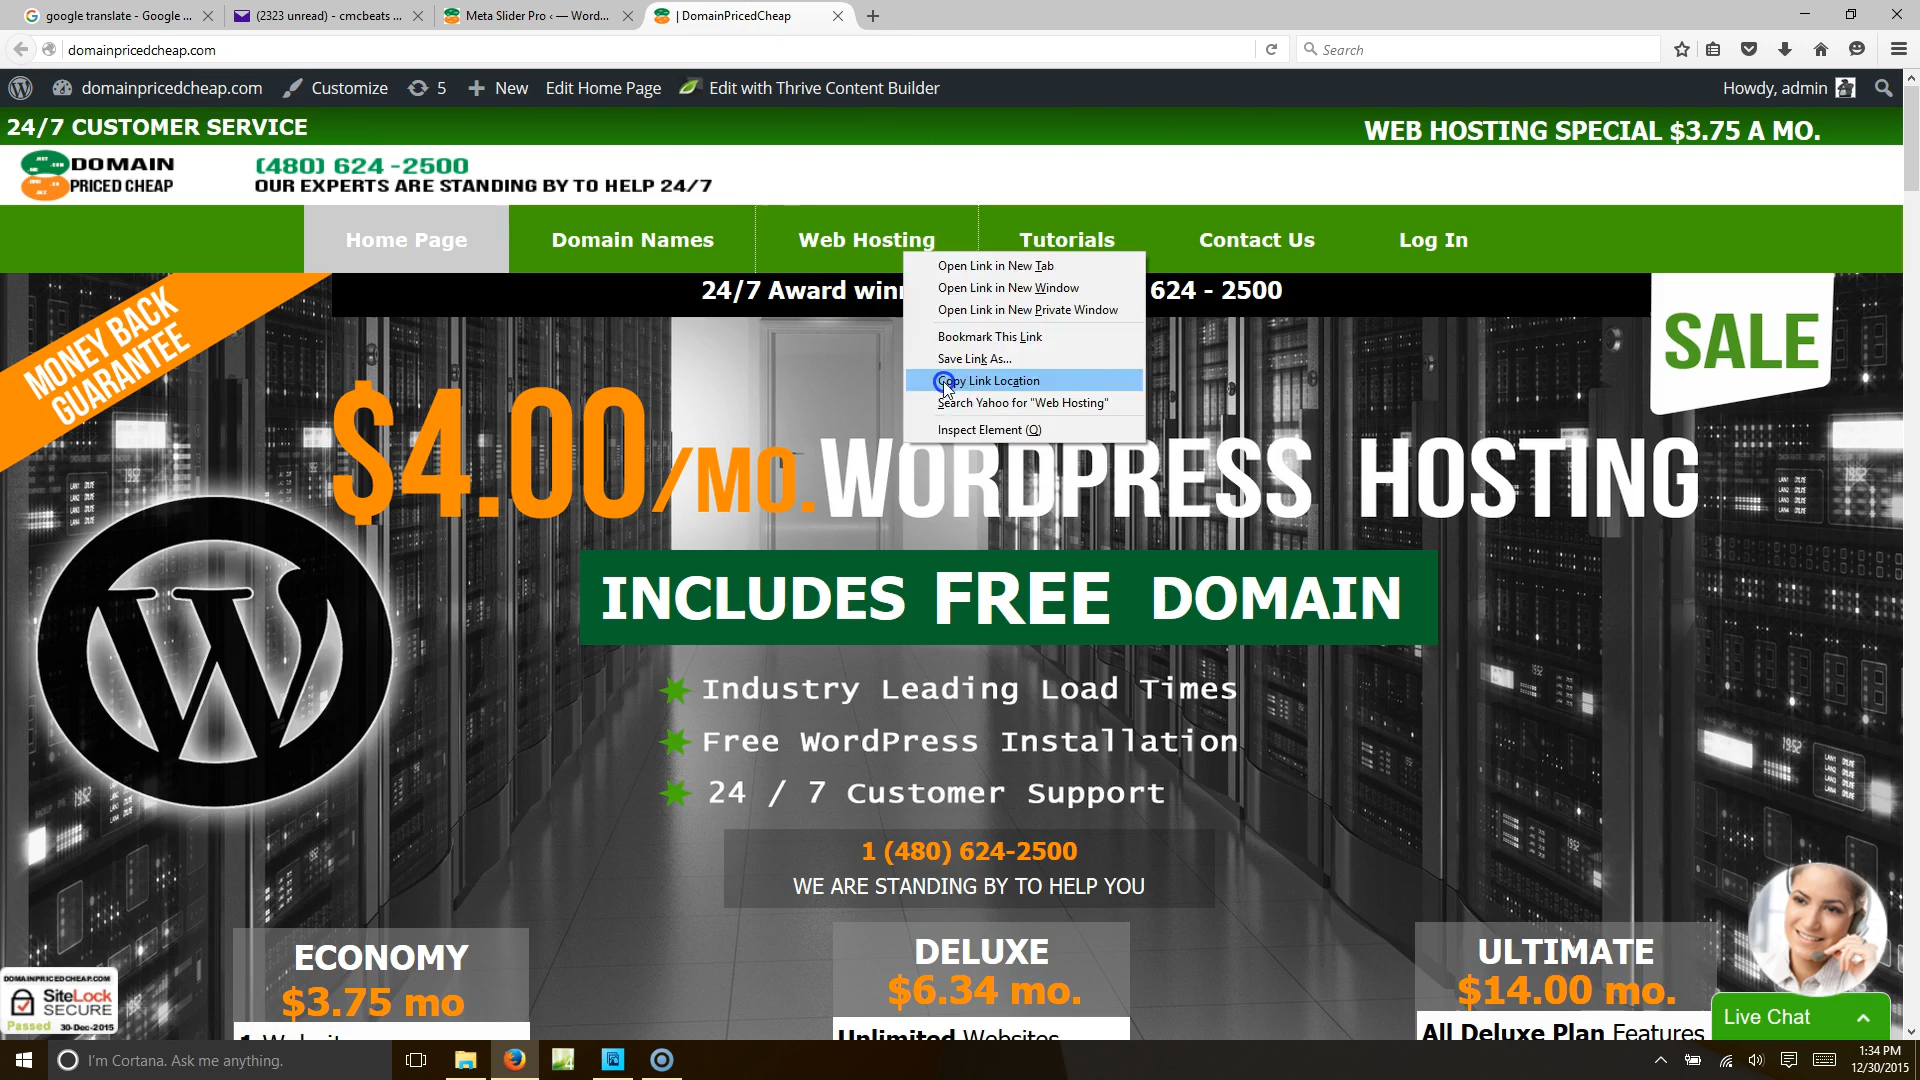 google translate - Google ...
(2323 unread) - cmcbeats ...
Meta Slider Pro ‹ — Word...
| DomainPricedCheap
domainpricedcheap.com
Search
domainpricedcheap.com
Customize
5
New
Edit Home Page
Edit with Thrive Content Builder
Howdy, admin
24/7 CUSTOMER SERVICE
WEB HOSTING SPECIAL $3.75 A MO.
DOMAIN
PRICED CHEAP
(480) 624 -2500
OUR EXPERTS ARE STANDING BY TO HELP 24/7
Home Page
Domain Names
Web Hosting
Tutorials
Contact Us
Log In
Open Link in New Tab
Open Link in New Window
Open Link in New Private Window
Bookmark This Link
Save Link As...
Copy Link Location
Search Yahoo for "Web Hosting"
Inspect Element (Q)
24/7 Award winn
624 - 2500
MONEY BACK
GUARANTEE
SALE
$4.00/MO. WORDPRESS HOSTING
INCLUDES FREE DOMAIN
Industry Leading Load Times
Free WordPress Installation
24 / 7 Customer Support
1 (480) 624-2500
WE ARE STANDING BY TO HELP YOU
ECONOMY
$3.75 mo
1 Website
DELUXE
$6.34 mo.
Unlimited Websites
ULTIMATE
$14.00 mo.
All Deluxe Plan Features
DOMAINPRICEDCHEAP.COM
SiteLock
SECURE
Passed 30-Dec-2015
Live Chat
I'm Cortana. Ask me anything.
1:34 PM
12/30/2015